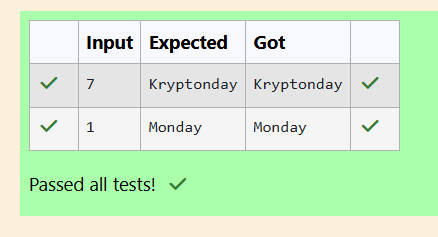 Input Expected Got
7 Kryptonday Kryptonday
1 Monday Monday
Passed all tests!